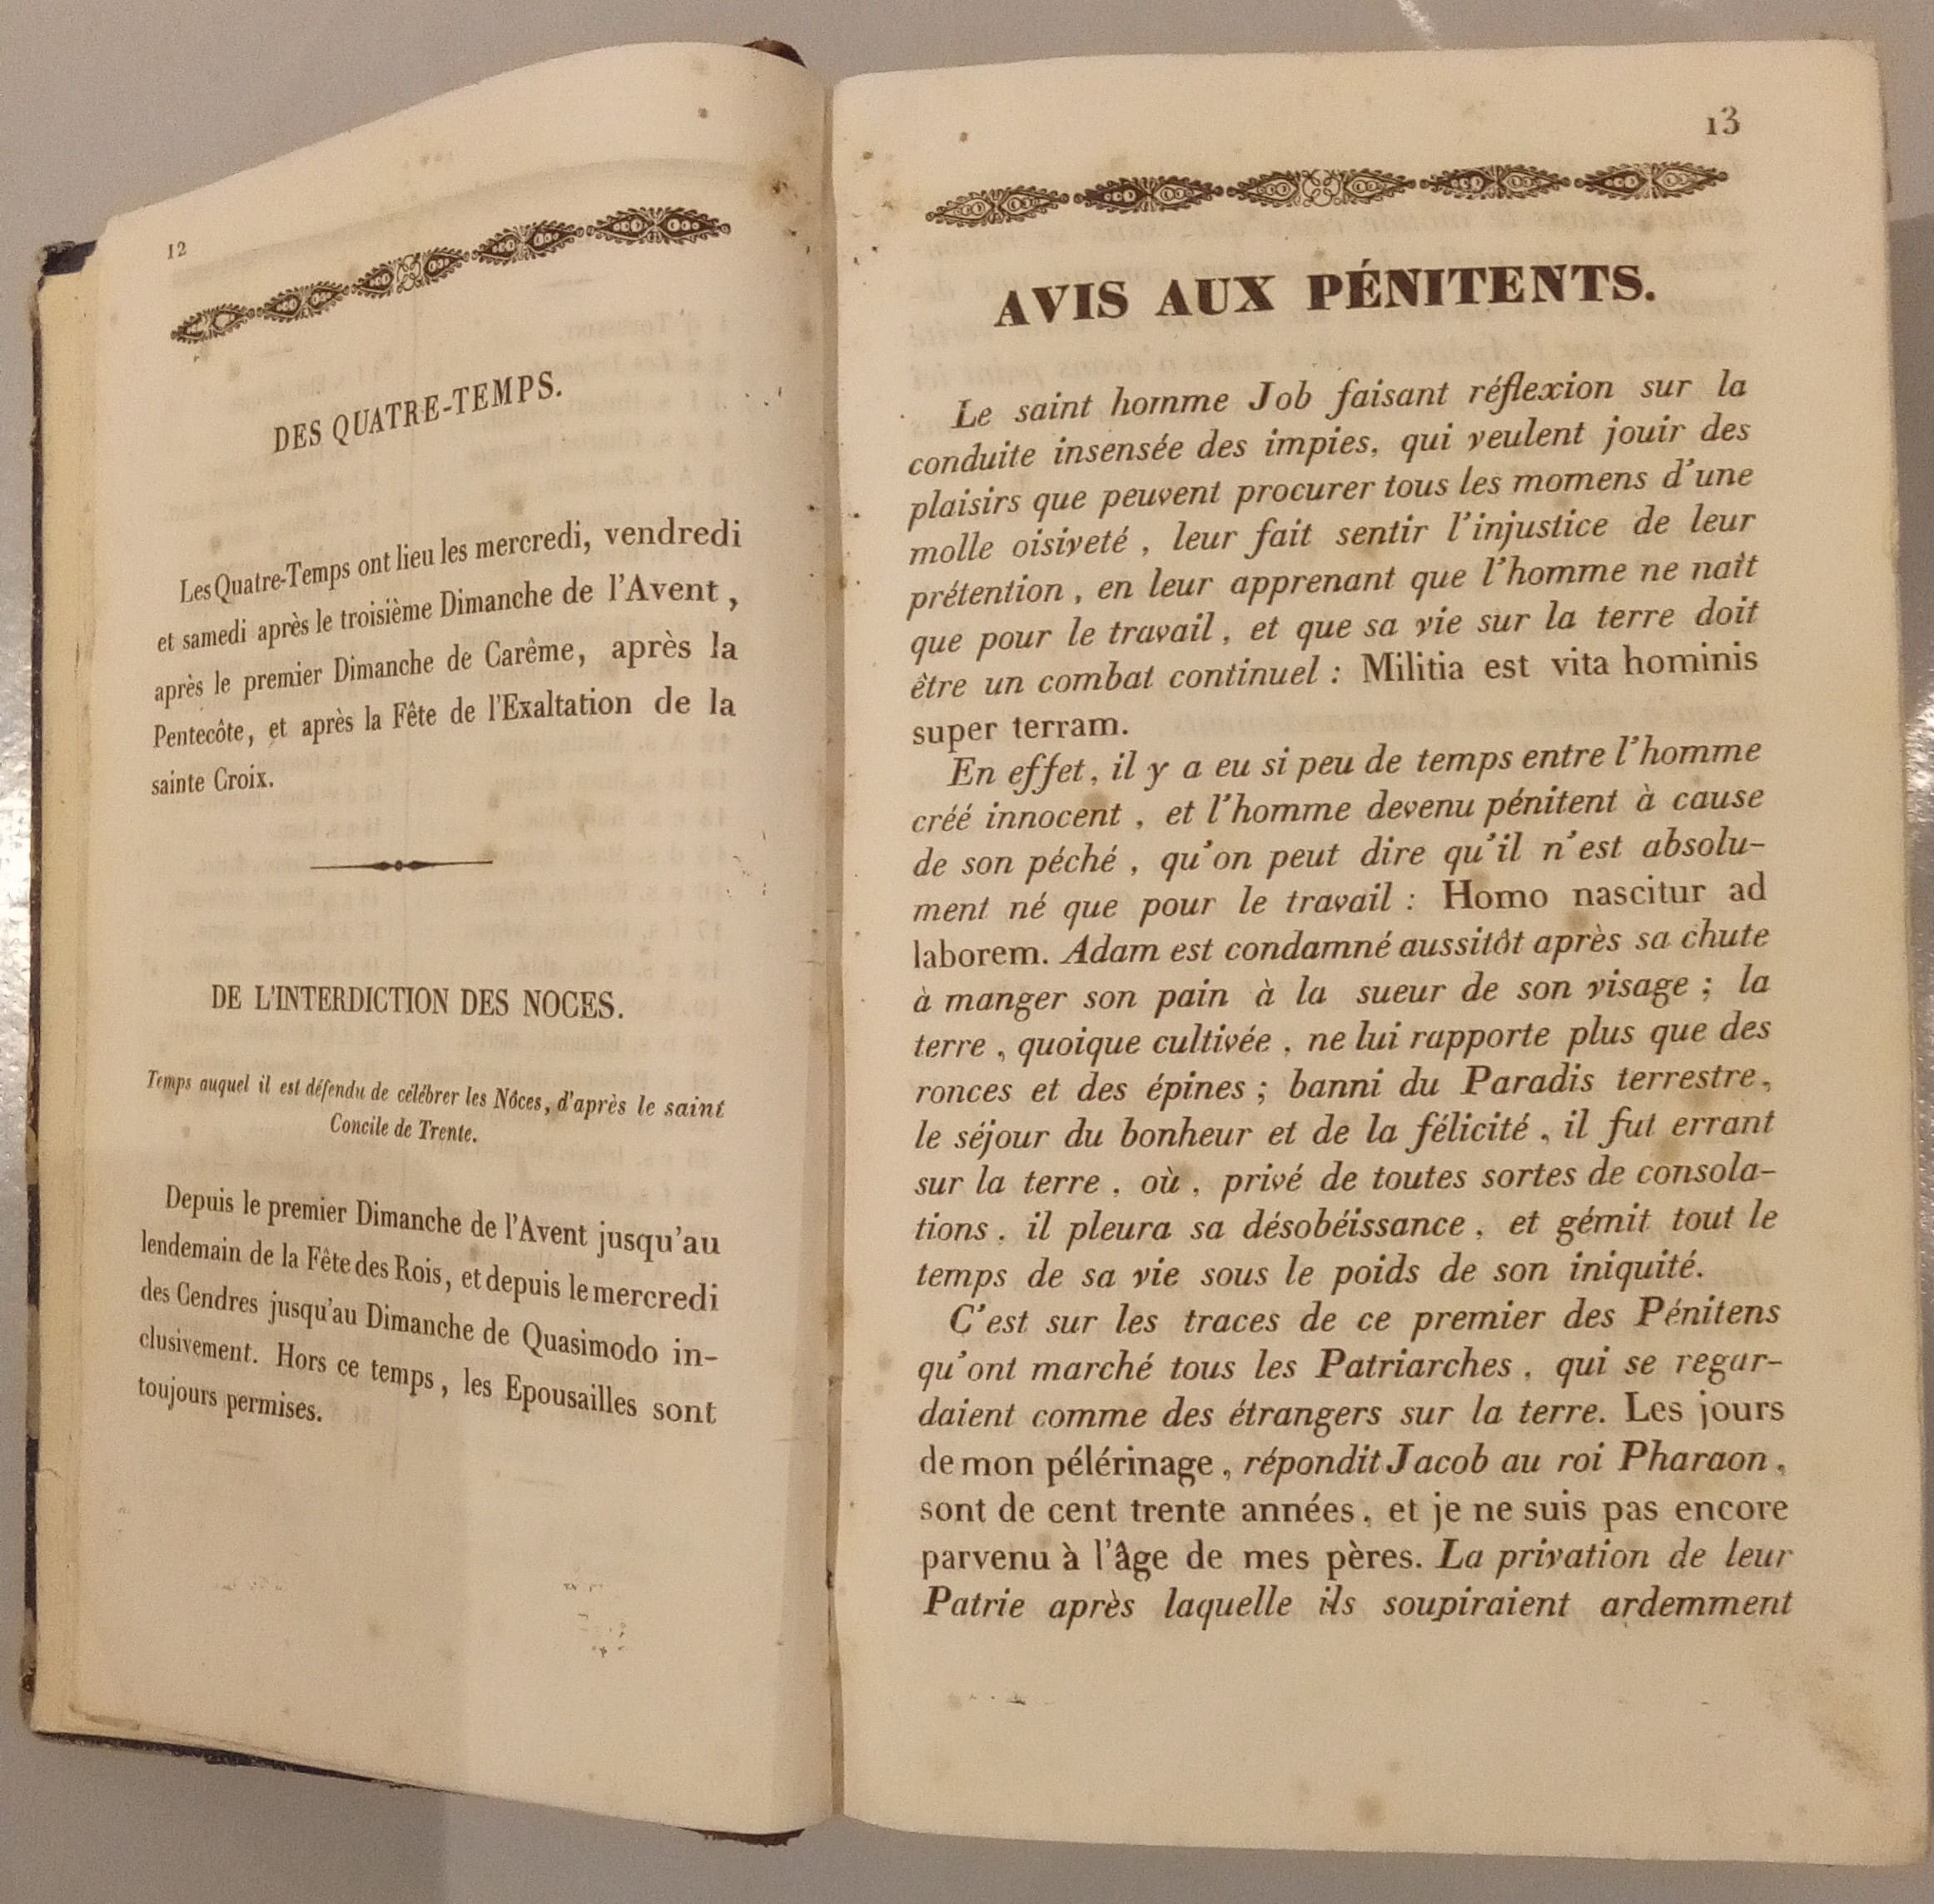 12
DES QUATRE-TEMPS.
Les Quatre-Temps ont lieu les mercredi, vendredi
et samedi après le troisième Dimanche de l'Avent ,
après le premier Dimanche de Carême, après la
Pentecôte, et après la Fête de l'Exaltation de la
sainte Croix.
DE L'INTERDICTION DES NOCES.
Temps auquel il est défendu de célébrer les Nôces, d'après le saint
Concile de Trente.
Depuis le premier Dimanche de l'Avent jusqu'au
lendemain de la Fête des Rois, et depuis le mercredi
des Cendres jusqu'au Dimanche de Quasimodo in-
clusivement. Hors ce temps, les Epousailles sont
toujours permises.
13
AVIS AUX PÉNITENTS.
Le saint homme Job faisant réflexion sur la
conduite insensée des impies, qui veulent jouir des
plaisirs que peuvent procurer tous les momens d'une
molle oisiveté , leur fait sentir l'injustice de leur
prétention , en leur apprenant que l'homme ne naît
que pour le travail , et que sa vie sur la terre doit
être un combat continuel : Militia est vita hominis
super terram.
En effet, il y a eu si peu de temps entre l'homme
créé innocent , et l'homme devenu pénitent à cause
de son péché , qu'on peut dire qu'il n'est absolu-
ment né que pour le travail : Homo nascitur ad
laborem. Adam est condamné aussitôt après sa chute
à manger son pain à la sueur de son visage ; la
terre , quoique cultivée , ne lui rapporte plus que des
ronces et des épines ; banni du Paradis terrestre,
le séjour du bonheur et de la félicité , il fut errant
sur la terre , où , privé de toutes sortes de consola-
tions , il pleura sa désobéissance , et gémit tout le
temps de sa vie sous le poids de son iniquité.
C'est sur les traces de ce premier des Pénitens
qu'ont marché tous les Patriarches , qui se regar-
daient comme des étrangers sur la terre. Les jours
de mon pélérinage , répondit Jacob au roi Pharaon ,
sont de cent trente années, et je ne suis pas encore
parvenu à l'âge de mes pères. La privation de leur
Patrie après laquelle ils soupiraient ardemment